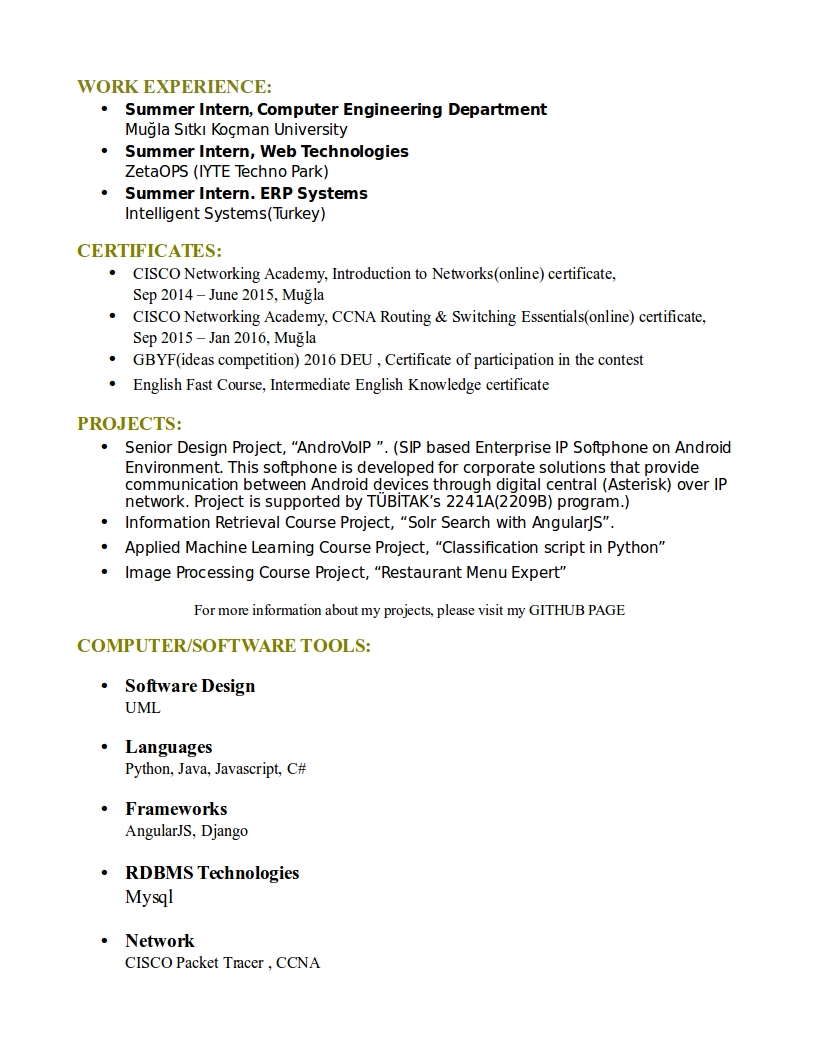 WORK EXPERIENCE:
• Summer Intern, Computer Engineering Department
Muğla Sıtkı Koçman University
• Summer Intern, Web Technologies
ZetaOPS (IYTE Techno Park)
• Summer Intern. ERP Systems
Intelligent Systems(Turkey)
CERTIFICATES:
• CISCO Networking Academy, Introduction to Networks(online) certificate,
Sep 2014 – June 2015, Muğla
• CISCO Networking Academy, CCNA Routing & Switching Essentials(online) certificate,
Sep 2015 – Jan 2016, Muğla
• GBYF(ideas competition) 2016 DEU , Certificate of participation in the contest
• English Fast Course, Intermediate English Knowledge certificate
PROJECTS:
• Senior Design Project, “AndroVoIP ”. (SIP based Enterprise IP Softphone on Android
Environment. This softphone is developed for corporate solutions that provide
communication between Android devices through digital central (Asterisk) over IP
network. Project is supported by TÜBİTAK’s 2241A(2209B) program.)
• Information Retrieval Course Project, “Solr Search with AngularJS”.
• Applied Machine Learning Course Project, “Classification script in Python”
• Image Processing Course Project, “Restaurant Menu Expert”
For more information about my projects, please visit my GITHUB PAGE
COMPUTER/SOFTWARE TOOLS:
• Software Design
UML
• Languages
Python, Java, Javascript, C#
• Frameworks
AngularJS, Django
• RDBMS Technologies
Mysql
• Network
CISCO Packet Tracer , CCNA